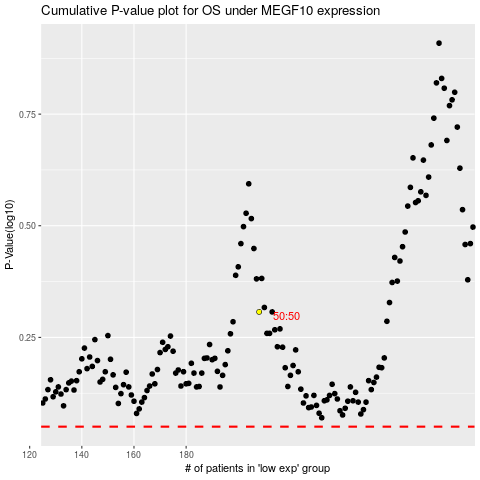 Cumulative P-value plot for OS under MEGF10 expression
P-Value(log10)
0.75
0.50
0.25
50:50
120 140 160 180
# of patients in 'low exp' group